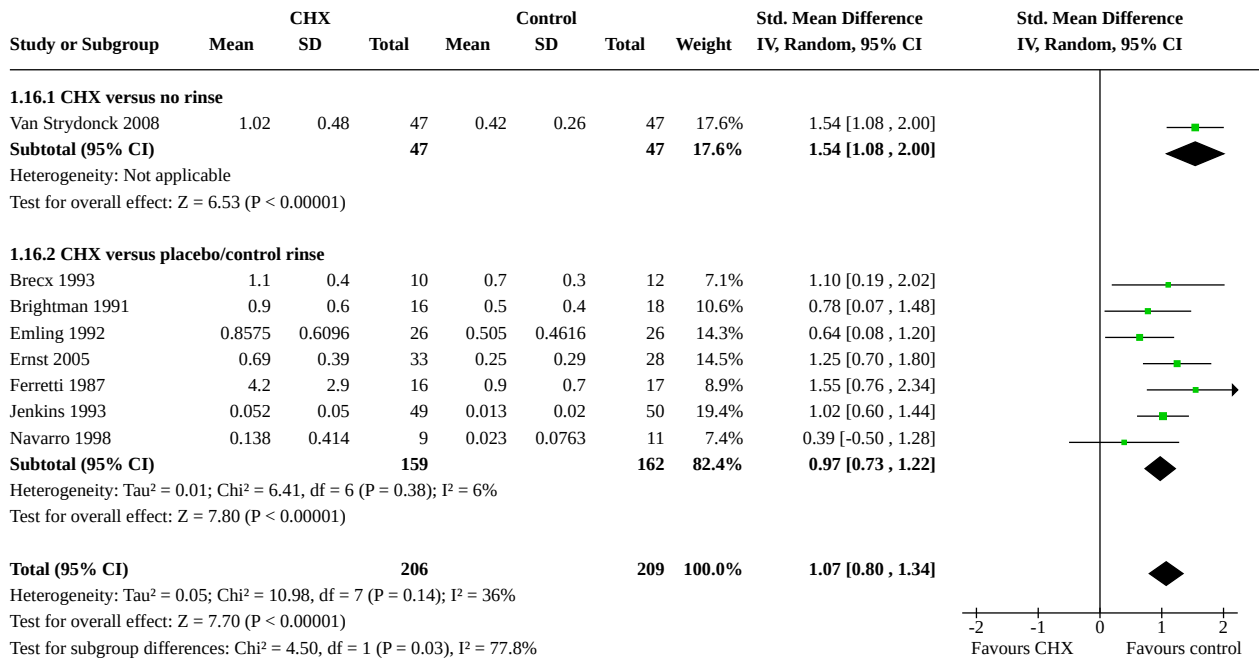 CHX Control Std. Mean Difference Std. Mean Difference
Study or Subgroup Mean SD Total Mean SD Total Weight IV, Random, 95% CI IV, Random, 95% CI
1.16.1 CHX versus no rinse
Van Strydonck 2008 1.02 0.48 47 0.42 0.26 47 17.6% 1.54 [1.08 , 2.00]
Subtotal (95% CI) 47 47 17.6% 1.54 [1.08 , 2.00]
Heterogeneity: Not applicable
Test for overall effect: Z = 6.53 (P < 0.00001)
1.16.2 CHX versus placebo/control rinse
Brecx 1993 1.1 0.4 10 0.7 0.3 12 7.1% 1.10 [0.19 , 2.02]
Brightman 1991 0.9 0.6 16 0.5 0.4 18 10.6% 0.78 [0.07 , 1.48]
Emling 1992 0.8575 0.6096 26 0.505 0.4616 26 14.3% 0.64 [0.08 , 1.20]
Ernst 2005 0.69 0.39 33 0.25 0.29 28 14.5% 1.25 [0.70 , 1.80]
Ferretti 1987 4.2 2.9 16 0.9 0.7 17 8.9% 1.55 [0.76 , 2.34]
Jenkins 1993 0.052 0.05 49 0.013 0.02 50 19.4% 1.02 [0.60 , 1.44]
Navarro 1998 0.138 0.414 9 0.023 0.0763 11 7.4% 0.39 [-0.50 , 1.28]
Subtotal (95% CI) 159 162 82.4% 0.97 [0.73 , 1.22]
Heterogeneity: Tau² = 0.01; Chi² = 6.41, df = 6 (P = 0.38); I² = 6%
Test for overall effect: Z = 7.80 (P < 0.00001)
Total (95% CI) 206 209 100.0% 1.07 [0.80 , 1.34]
Heterogeneity: Tau² = 0.05; Chi² = 10.98, df = 7 (P = 0.14); I² = 36%
Test for overall effect: Z = 7.70 (P < 0.00001)
Test for subgroup differences: Chi² = 4.50, df = 1 (P = 0.03), I² = 77.8%
-2 -1 0 1 2
Favours CHX Favours control